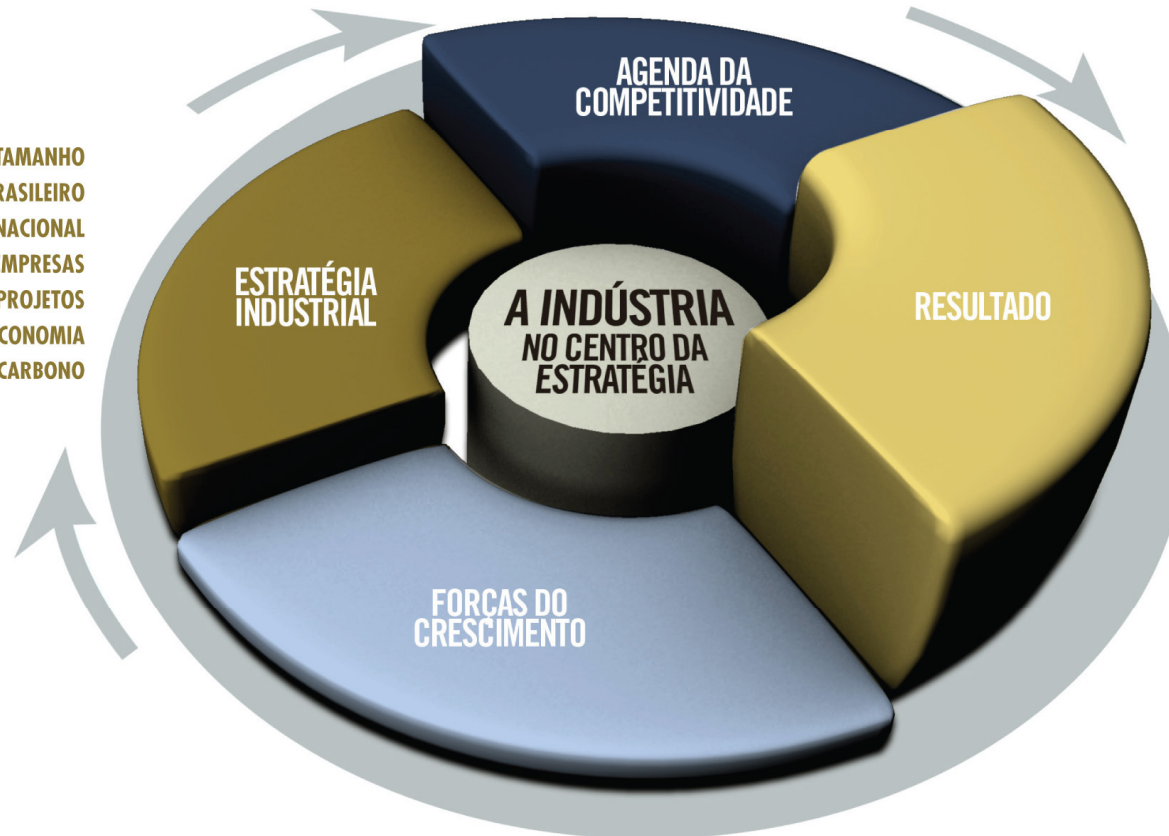 AGENDA DA
COMPETITIVIDADE
TAMANHO
RASILEIRO
NACIONAL
EMPRESAS
PROJETOS
CONOMIA
CARBONO
ESTRATÉGIA
INDUSTRIAL
A INDÚSTRIA
NO CENTRO DA
ESTRATÉGIA
RESULTADO
FORÇAS DO
CRESCIMENTO